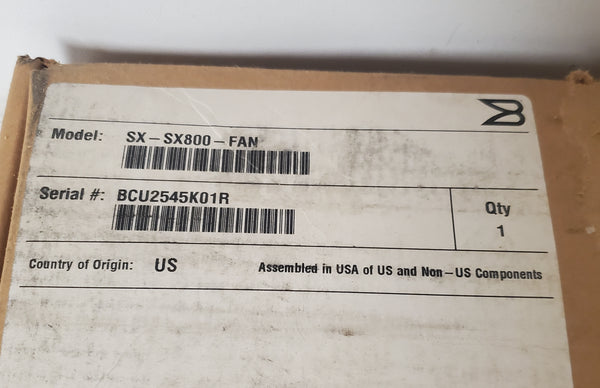 Model: SX-SX800-FAN
Serial #: BCU2545K01R
Qty
1
Country of Origin: US
Assembled in USA of US and Non-US Components